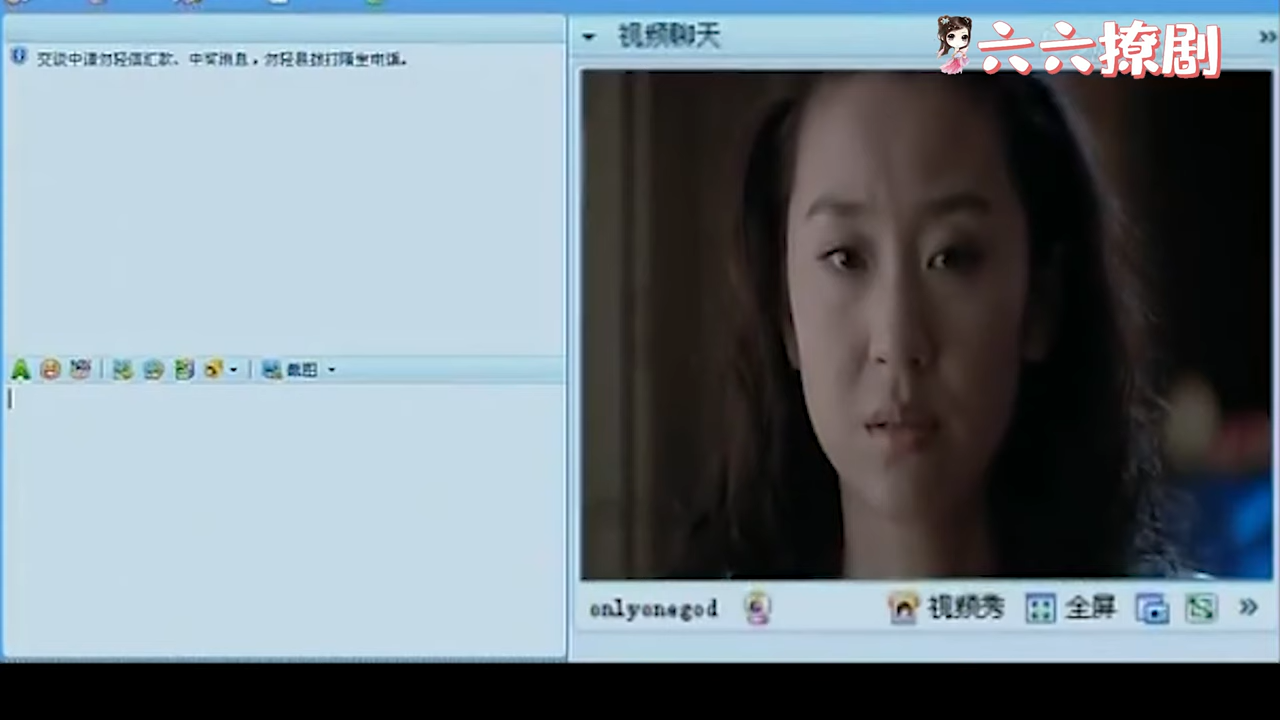 视频聊天
六六撩剧
交谈中请勿轻信汇款、中奖消息，勿轻易拨打陌生电话。
截图
onlyonegod
视频秀
全屏